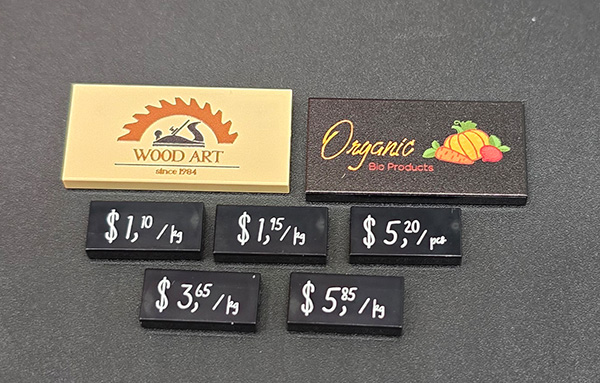 WOOD ART
since 1984
Organic
Bio Products
$ 1,10 / kg
$ 1,95 / kg
$ 5,20 / pcs
$ 3,65 / kg
$ 5,85 / kg